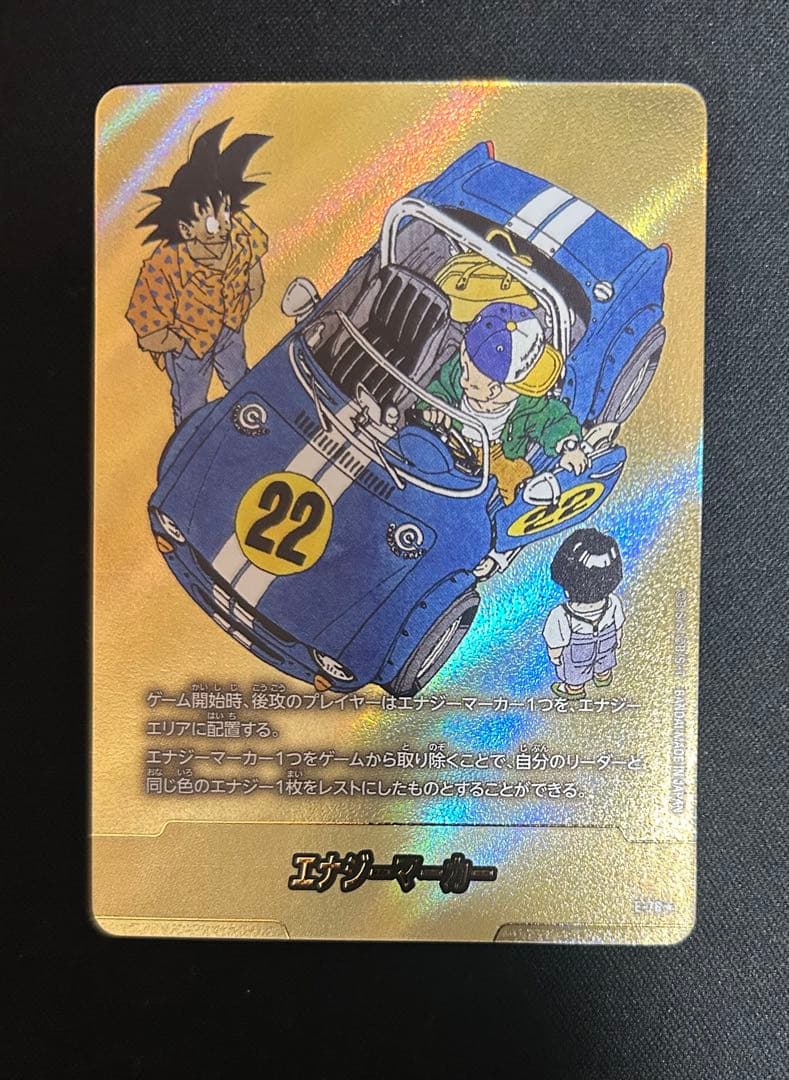 22
22
ゲーム開始時、後攻のプレイヤーはエナジーマーカー1つを、エナジー
エリアに配置する。
エナジーマーカー1つをゲームから取り除くことで、自分のリーダーと
同じ色のエナジー1枚をレストにしたものとすることができる。
エナジーマーカー
E-78
BANDAI MADE IN JAPAN